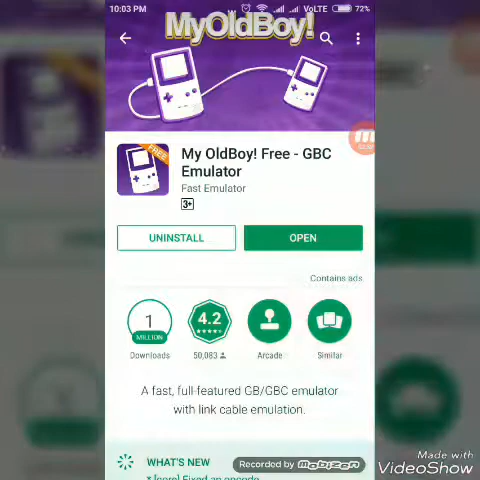 10:03 PM
VoLTE
72%
MyOldBoy!
FREE
My OldBoy! Free - GBC
Emulator
Fast Emulator
3+
UNINSTALL
OPEN
Contains ads
1
MILLION
4.2
Downloads
50,083
Arcade
Similar
A fast, full-featured GB/GBC emulator
with link cable emulation.
WHAT'S NEW
Recorded by mobizen
Made with
VideoShow